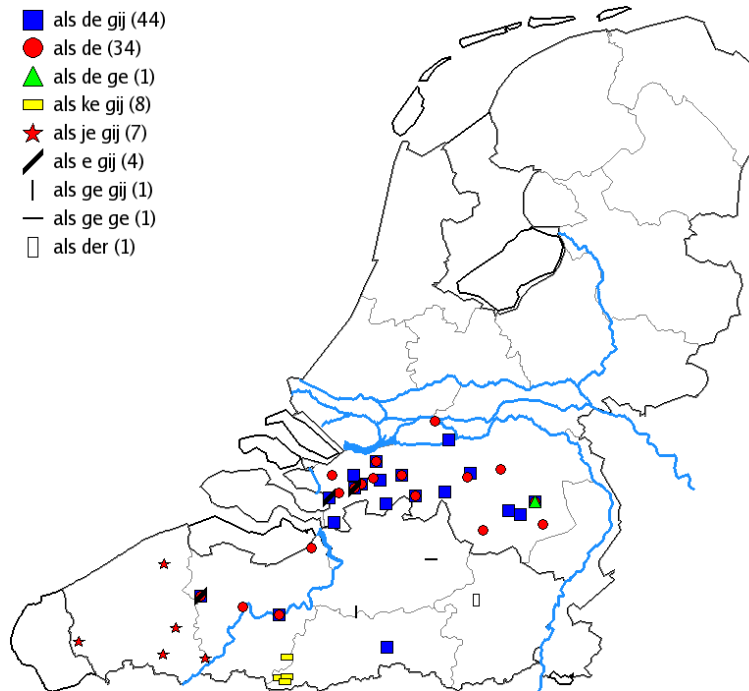 als de gij (44)
als de (34)
als de ge (1)
als ke gij (8)
als je gij (7)
als e gij (4)
als ge gij (1)
als ge ge (1)
als der (1)